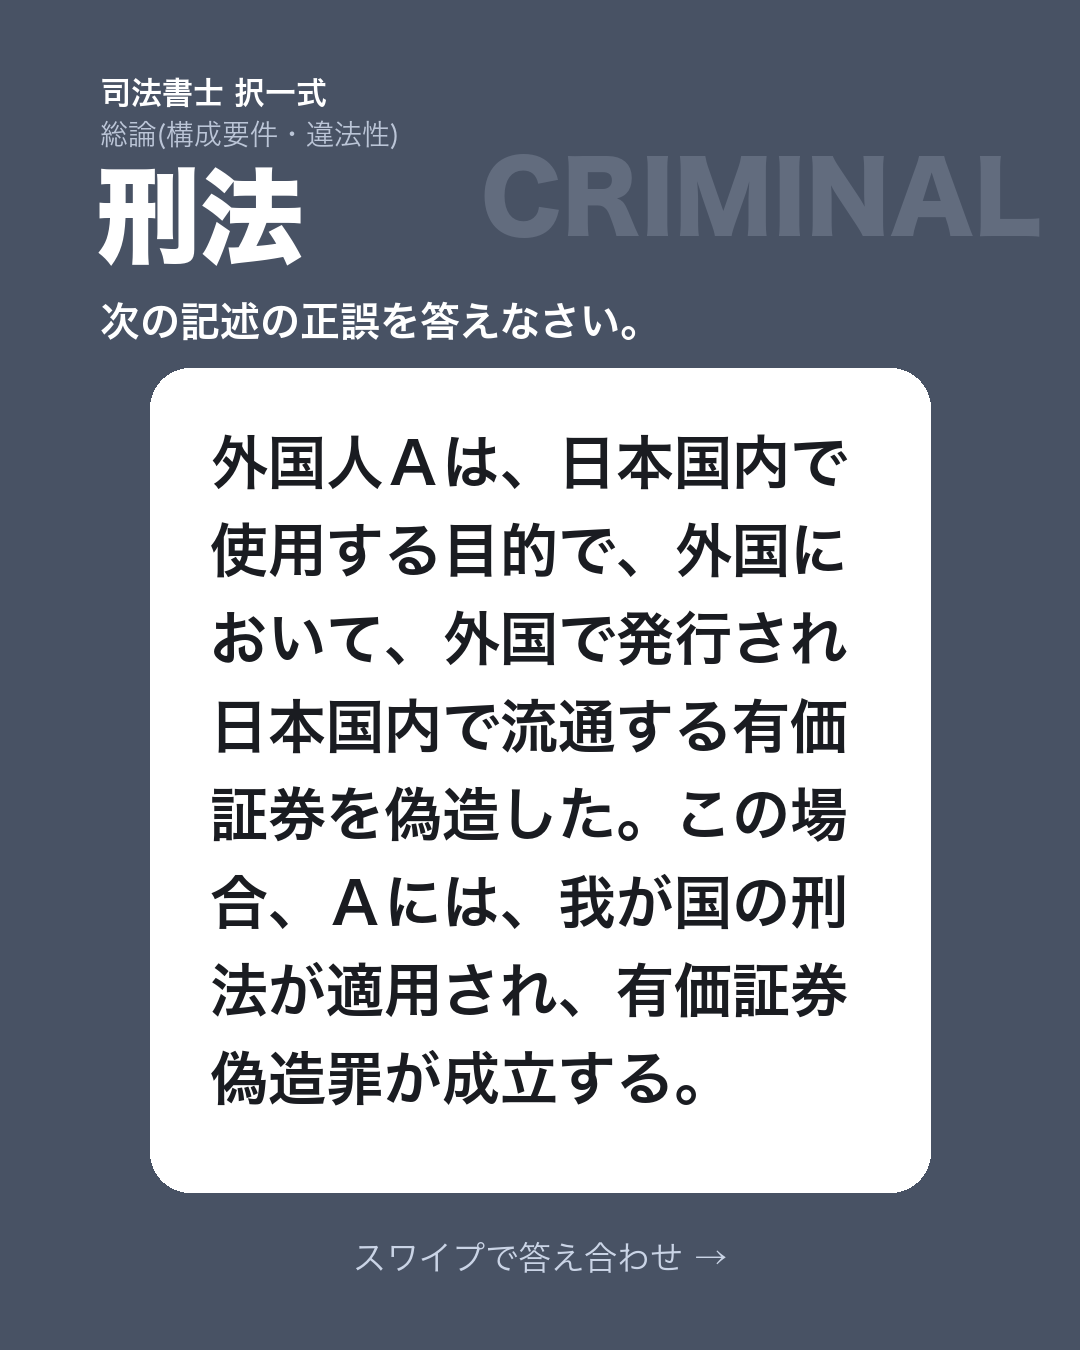 司法書士 択一式
総論(構成要件・違法性)
刑法
CRIMINAL
次の記述の正誤を答えなさい。
外国人Ａは、日本国内で
使用する目的で、外国に
おいて、外国で発行され
日本国内で流通する有価
証券を偽造した。この場
合、Ａには、我が国の刑
法が適用され、有価証券
偽造罪が成立する。
スワイプで答え合わせ →